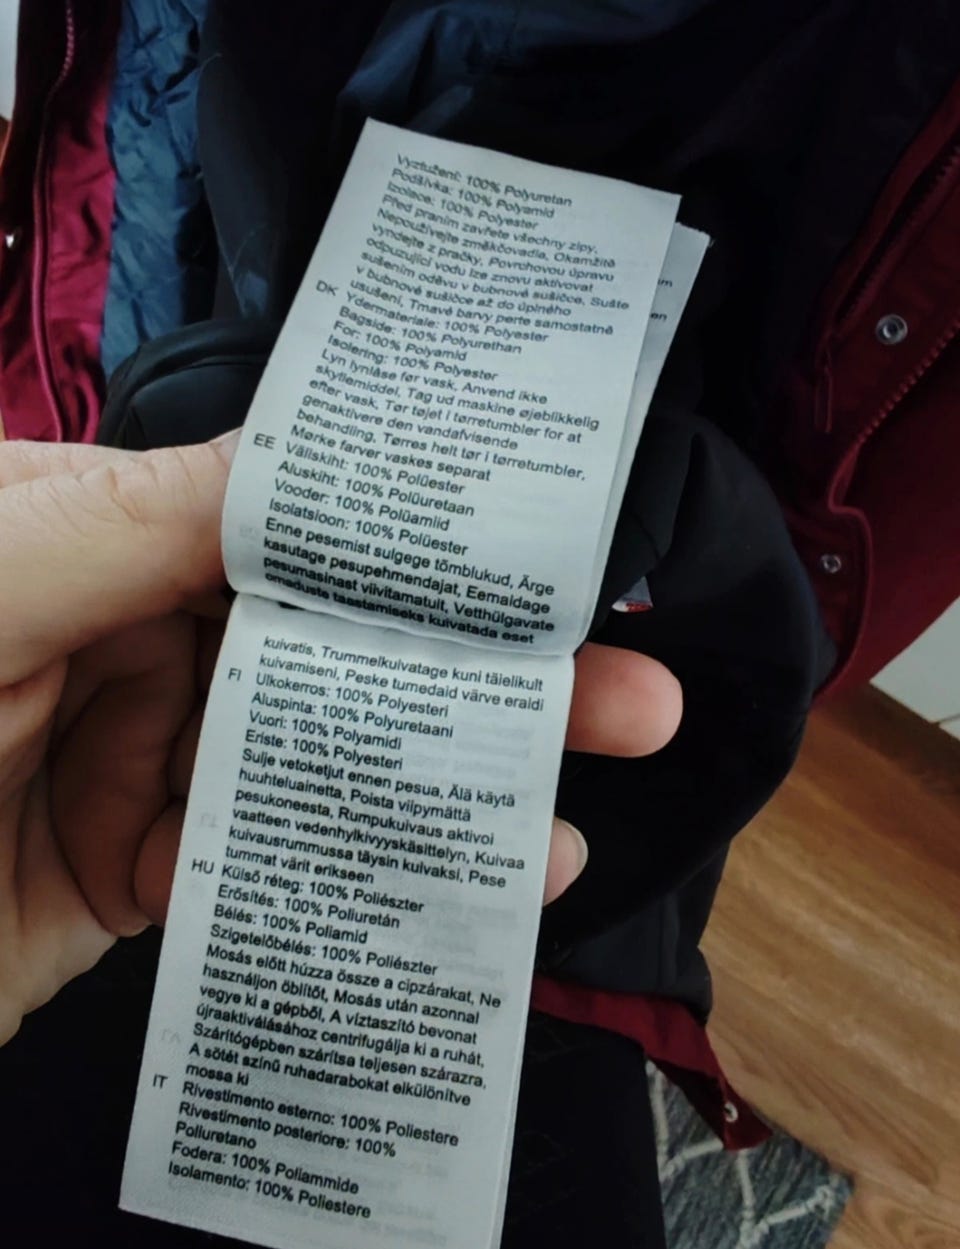 Vyztužení: 100% Polyuretan
Podšívka: 100% Polyamid
Izolace: 100% Polyester
Před praním zavřete všechny zipy,
Nepoužívejte změkčovadla, Okamžitě
vyndejte z pračky, Povrchovou úpravu
odpuzující vodu lze znovu aktivovat
sušením oděvu v bubnové sušičce, Sušte
v bubnové sušičce až do úplného
usušení, Tmavé barvy perte samostatně
DK Ydermateriale: 100% Polyester
Bagside: 100% Polyurethan
For: 100% Polyamid
Isolering: 100% Polyester
Lyn lynlåse før vask, Anvend ikke
skyllemiddel, Tag ud maskine øjeblikkelig
efter vask, Tør tøjet i tørretumbler for at
genaktivere den vandafvisende
behandling, Tørres helt tør i tørretumbler,
Mørke farver vaskes separat
EE Väliskiht: 100% Polüester
Aluskiht: 100% Polüuretaan
Vooder: 100% Polüamiid
Isolatsioon: 100% Polüester
Enne pesemist sulgege tõmblukud, Ärge
kasutage pesupehmendajat, Eemaldage
pesumasinast viivitamatult, Vetthülgavate
omaduste taastamiseks kuivatada eset
kuivatis, Trummelkuivatage kuni täielikult
kuivamiseni, Peske tumedaid värve eraldi
FI Ulkokerros: 100% Polyesteri
Aluspinta: 100% Polyuretaani
Vuori: 100% Polyamidi
Eriste: 100% Polyesteri
Sulje vetoketjut ennen pesua, Älä käytä
huuhteluainetta, Poista viipymättä
pesukoneesta, Rumpukuivaus aktivoi
vaatteen vedenhylkivyyskäsittelyn, Kuivaa
kuivausrummussa täysin kuivaksi, Pese
tummat värit erikseen
HU Külső réteg: 100% Poliészter
Erősítés: 100% Poliuretán
Bélés: 100% Poliamid
Szigetelőbélés: 100% Poliészter
Mosás előtt húzza össze a cipzárakat, Ne
használjon öblítőt, Mosás után azonnal
vegye ki a gépből, A víztaszító bevonat
újraaktiválásához centrifugálja ki a ruhát,
Szárítógépben szárítsa teljesen szárazra,
A sötét színű ruhadarabokat elkülönítve
mossa ki
IT Rivestimento esterno: 100% Poliestere
Rivestimento posteriore: 100%
Poliuretano
Fodera: 100% Poliammide
Isolamento: 100% Poliestere